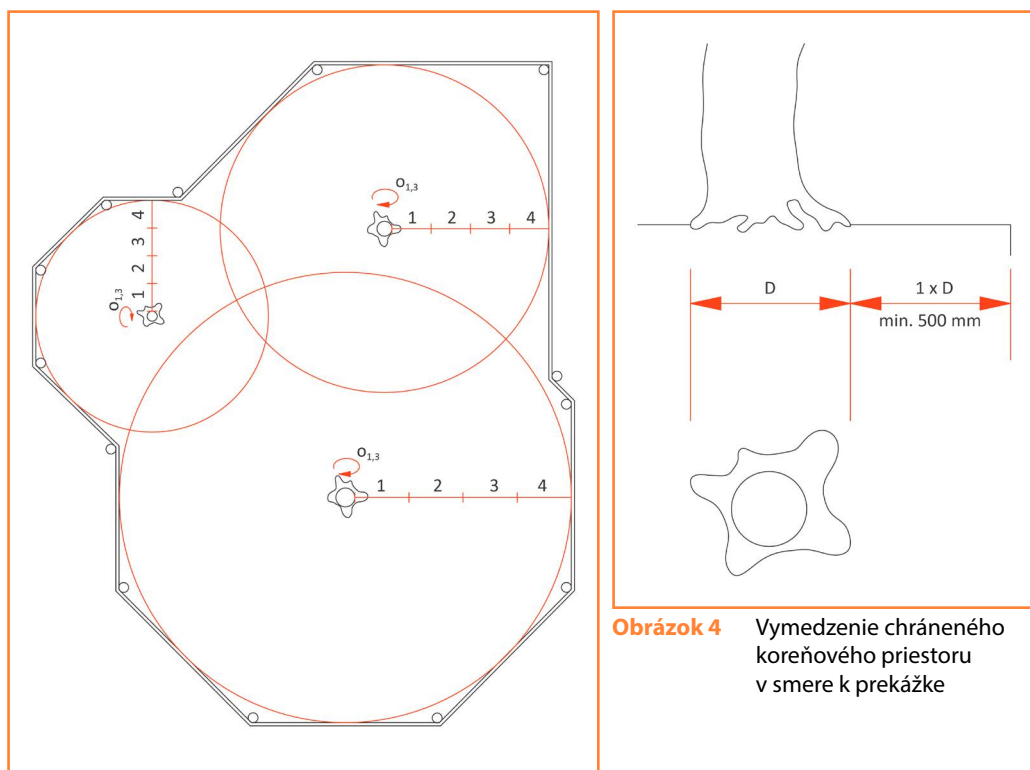 o1,3
1 2 3 4
4
3
2
1
o1,3
o1,3
1 2 3 4
D
1 x D
min. 500 mm
Obrázok 4 Vymedzenie chráneného
koreňového priestoru
v smere k prekážke